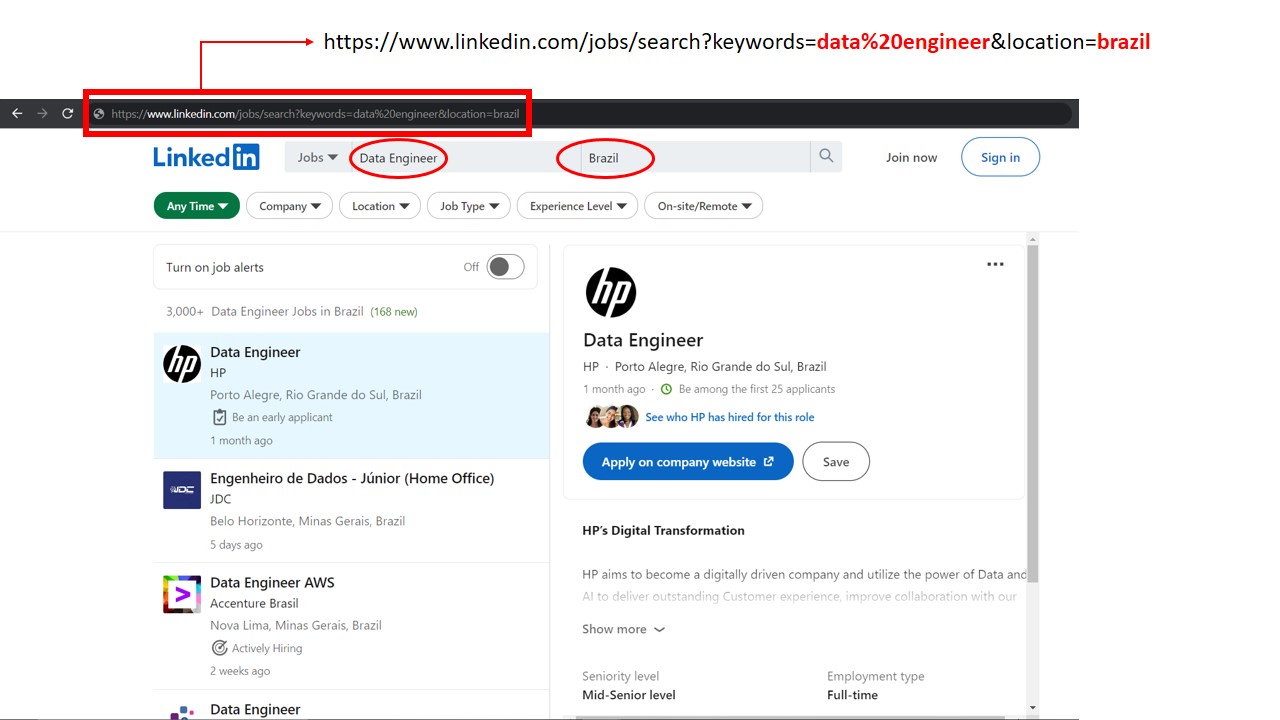 https://www.linkedin.com/jobs/search?keywords=data%20engineer&location=brazil
https://www.linkedin.com/jobs/search?keywords=data%20engineer&location=brazil
Linkedin Jobs Data Engineer Brazil Join now Sign in
Any Time Company Location Job Type Experience Level On-site/Remote
Turn on job alerts Off
3,000+ Data Engineer Jobs in Brazil (168 new)
hp
Data Engineer
HP
Porto Alegre, Rio Grande do Sul, Brazil
Be an early applicant
1 month ago
JDC
Engenheiro de Dados - Júnior (Home Office)
JDC
Belo Horizonte, Minas Gerais, Brazil
5 days ago
Data Engineer AWS
Accenture Brasil
Nova Lima, Minas Gerais, Brazil
Actively Hiring
2 weeks ago
Data Engineer
hp
Data Engineer
HP · Porto Alegre, Rio Grande do Sul, Brazil
1 month ago · Be among the first 25 applicants
See who HP has hired for this role
Apply on company website Save
HP's Digital Transformation
HP aims to become a digitally driven company and utilize the power of Data and
AI to deliver outstanding Customer experience, improve collaboration with our
Show more
Seniority level Employment type
Mid-Senior level Full-time